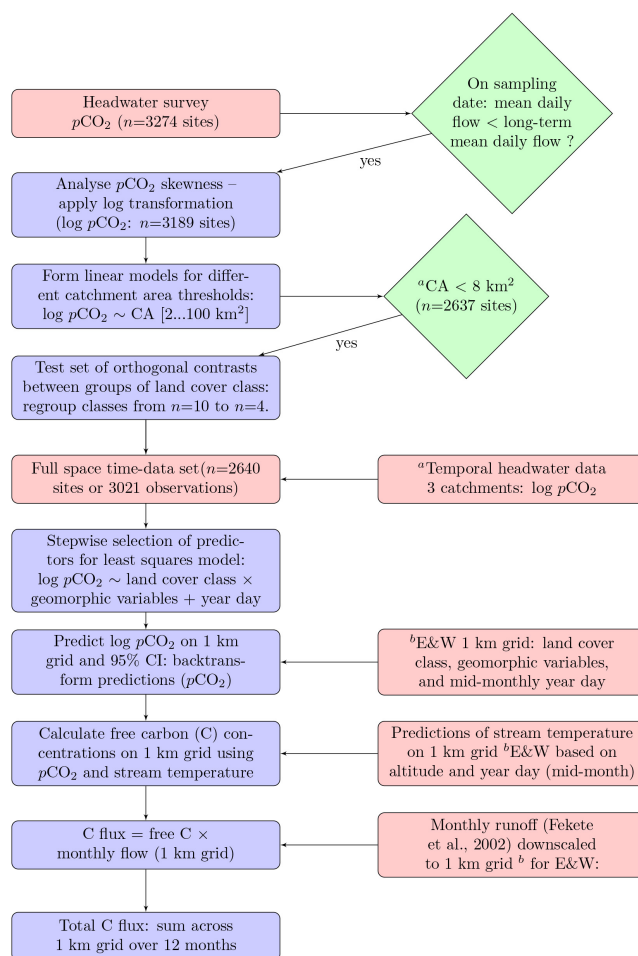 Headwater survey
pCO₂ (n=3274 sites)
On sampling
date: mean daily
flow < long-term
mean daily flow ?
yes
Analyse pCO₂ skewness –
apply log transformation
(log pCO₂: n=3189 sites)
Form linear models for differ-
ent catchment area thresholds:
log pCO₂ ∼ CA [2...100 km²]
ᵃCA < 8 km²
(n=2637 sites)
yes
Test set of orthogonal contrasts
between groups of land cover class:
regroup classes from n=10 to n=4.
Full space time-data set(n=2640
sites or 3021 observations)
ᵃTemporal headwater data
3 catchments: log pCO₂
Stepwise selection of predic-
tors for least squares model:
log pCO₂ ∼ land cover class ×
geomorphic variables + year day
Predict log pCO₂ on 1 km
grid and 95% CI: backtrans-
form predictions (pCO₂)
ᵇE&W 1 km grid: land cover
class, geomorphic variables,
and mid-monthly year day
Calculate free carbon (C) con-
centrations on 1 km grid using
pCO₂ and stream temperature
Predictions of stream temperature
on 1 km grid ᵇE&W based on
altitude and year day (mid-month)
C flux = free C ×
monthly flow (1 km grid)
Monthly runoff (Fekete
et al., 2002) downscaled
to 1 km grid ᵇ for E&W:
Total C flux: sum across
1 km grid over 12 months